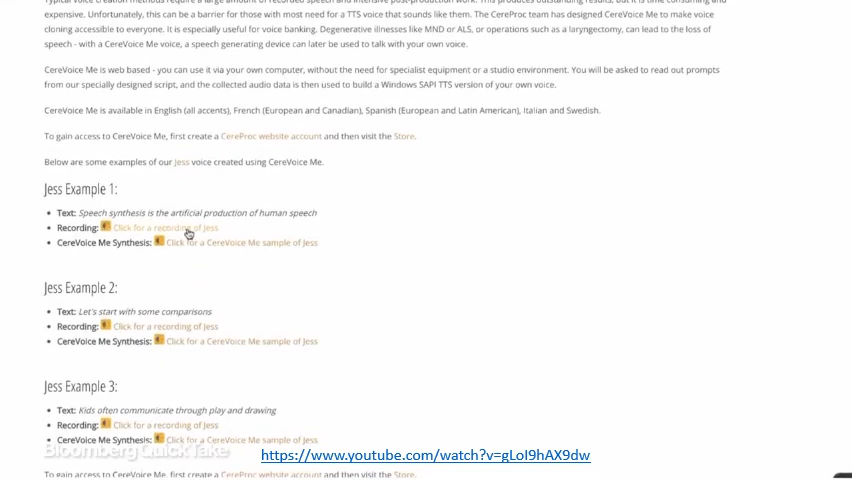 Typical voice creation methods require a large amount of recorded speech and intensive post-production work. This produces outstanding results, but it is time consuming and
expensive. Unfortunately, this can be a barrier for those with most need for a TTS voice that sounds like them. The CereProc team has designed CereVoice Me to make voice
cloning accessible to everyone. It is especially useful for voice banking. Degenerative illnesses like MND or ALS, or operations such as a laryngectomy, can lead to the loss of
speech - with a CereVoice Me voice, a speech generating device can later be used to talk with your own voice.
CereVoice Me is web based - you can use it via your own computer, without the need for specialist equipment or a studio environment. You will be asked to read out prompts
from our specially designed script, and the collected audio data is then used to build a Windows SAPI TTS version of your own voice.
CereVoice Me is available in English (all accents), French (European and Canadian), Spanish (European and Latin American), Italian and Swedish.
To gain access to CereVoice Me, first create a CereProc website account and then visit the Store.
Below are some examples of our Jess voice created using CereVoice Me.
Jess Example 1:
Text: Speech synthesis is the artificial production of human speech
Recording: Click for a recording of Jess
CereVoice Me Synthesis: Click for a CereVoice Me sample of Jess
Jess Example 2:
Text: Let's start with some comparisons
Recording: Click for a recording of Jess
CereVoice Me Synthesis: Click for a CereVoice Me sample of Jess
Jess Example 3:
Text: Kids often communicate through play and drawing
Recording: Click for a recording of Jess
CereVoice Me Synthesis: Click for a CereVoice Me sample of Jess
Bloomberg QuickTake
https://www.youtube.com/watch?v=gLoI9hAX9dw
To gain access to CereVoice Me, first create a CereProc website account and then visit the Store.